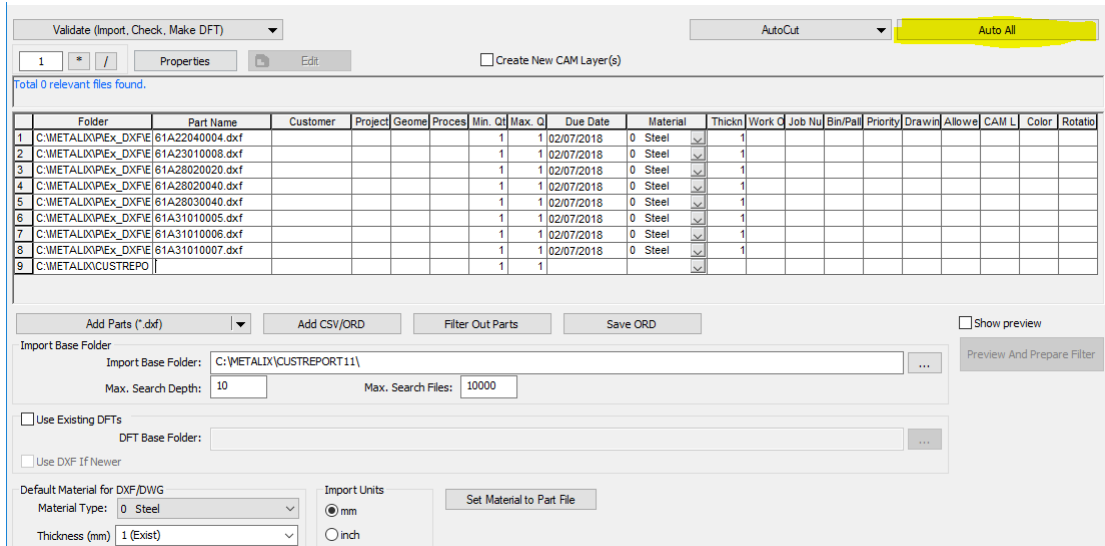 Validate (Import, Check, Make DFT) AutoCut Auto All
1 * / Properties Edit Create New CAM Layer(s)
Total 0 relevant files found.
Folder Part Name Customer Project Geome Proces Min. Qt Max. Q Due Date Material Thickn Work O Job Nu Bin/Pall Priority Drawin Allowe CAM L Color Rotatio
1 C:\METALIX\P\Ex_DXF\E 61A22040004.dxf 1 1 02/07/2018 0 Steel 1
2 C:\METALIX\P\Ex_DXF\E 61A23010008.dxf 1 1 02/07/2018 0 Steel 1
3 C:\METALIX\P\Ex_DXF\E 61A28020020.dxf 1 1 02/07/2018 0 Steel 1
4 C:\METALIX\P\Ex_DXF\E 61A28020040.dxf 1 1 02/07/2018 0 Steel 1
5 C:\METALIX\P\Ex_DXF\E 61A28030040.dxf 1 1 02/07/2018 0 Steel 1
6 C:\METALIX\P\Ex_DXF\E 61A31010005.dxf 1 1 02/07/2018 0 Steel 1
7 C:\METALIX\P\Ex_DXF\E 61A31010006.dxf 1 1 02/07/2018 0 Steel 1
8 C:\METALIX\P\Ex_DXF\E 61A31010007.dxf 1 1 02/07/2018 0 Steel 1
9 C:\METALIX\CUSTREPO 1 1
Add Parts (*.dxf) Add CSV/ORD Filter Out Parts Save ORD Show preview
Import Base Folder Preview And Prepare Filter
Import Base Folder: C:\METALIX\CUSTREPORT11\ ...
Max. Search Depth: 10 Max. Search Files: 10000
Use Existing DFTs
DFT Base Folder: ...
Use DXF If Newer
Default Material for DXF/DWG Import Units
Material Type: 0 Steel mm Set Material to Part File
Thickness (mm) 1 (Exist) inch